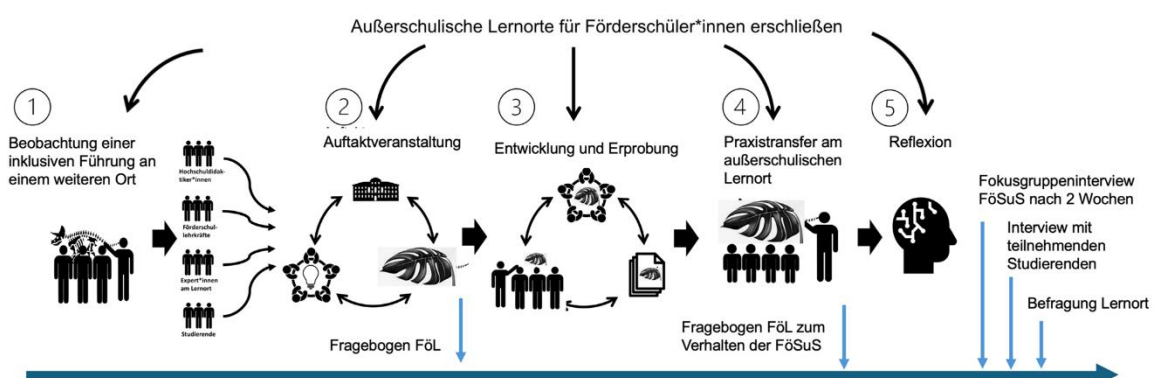 Außerschulische Lernorte für Förderschüler*innen erschließen
1
Beobachtung einer
inklusiven Führung an
einem weiteren Ort
Hochschuldidak-
tiker*innen
Förderschul-
lehrkräfte
Expert*innen
am Lernort
Studierende
2
Auftaktveranstaltung
Fragebogen FöL
3
Entwicklung und Erprobung
4
Praxistransfer am
außerschulischen
Lernort
Fragebogen FöL zum
Verhalten der FöSuS
5
Reflexion
Fokusgruppeninterview
FöSuS nach 2 Wochen
Interview mit
teilnehmenden
Studierenden
Befragung Lernort